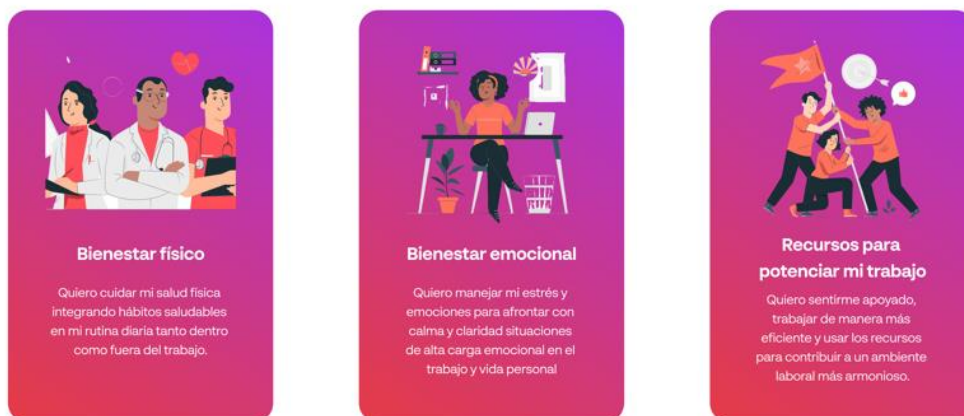 Bienestar físico
Quiero cuidar mi salud física
integrando hábitos saludables
en mi rutina diaria tanto dentro
como fuera del trabajo.
Bienestar emocional
Quiero manejar mi estrés y
emociones para afrontar con
calma y claridad situaciones
de alta carga emocional en el
trabajo y vida personal
Recursos para
potenciar mi trabajo
Quiero sentirme apoyado,
trabajar de manera más
eficiente y usar los recursos
para contribuir a un ambiente
laboral más armonioso.